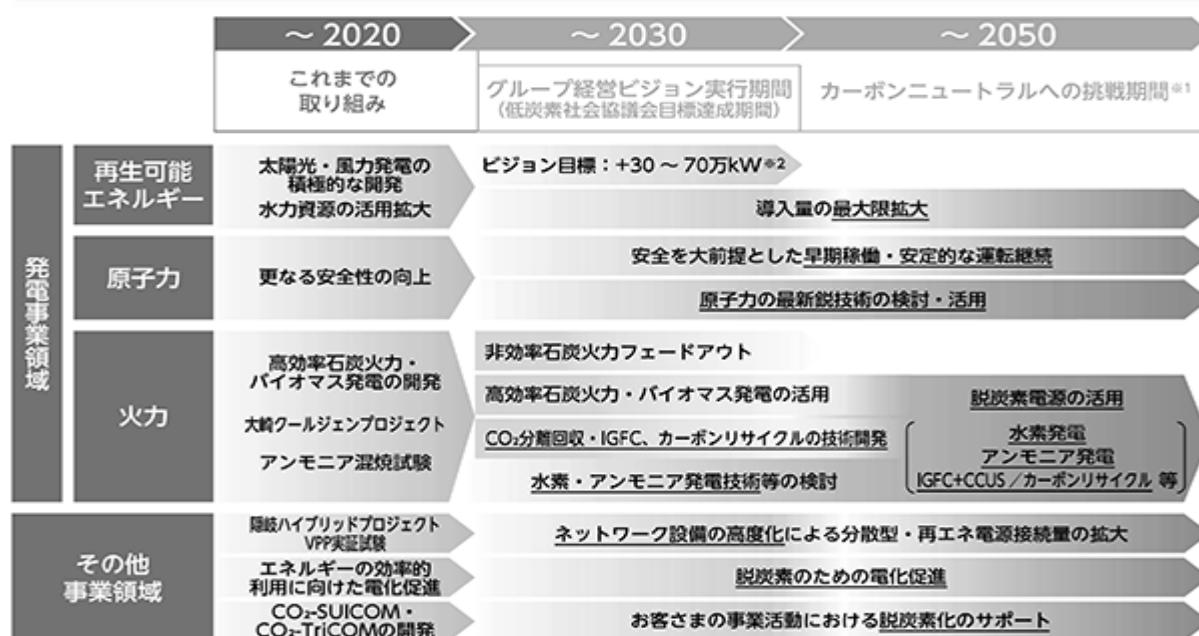 ～2020
～2030
～2050
これまでの
取り組み
グループ経営ビジョン実行期間
（低炭素社会協議会目標達成期間）
カーボンニュートラルへの挑戦期間※1
発電事業領域
再生可能
エネルギー
太陽光・風力発電の
積極的な開発
水力資源の活用拡大
ビジョン目標：+30～70万kW※2
導入量の最大限拡大
原子力
更なる安全性の向上
安全を大前提とした早期稼働・安定的な運転継続
原子力の最新鋭技術の検討・活用
火力
高効率石炭火力・
バイオマス発電の開発
大崎クールジェンプロジェクト
アンモニア混焼試験
非効率石炭火力フェードアウト
高効率石炭火力・バイオマス発電の活用
CO₂分離回収・IGFC、カーボンリサイクルの技術開発
水素・アンモニア発電技術等の検討
脱炭素電源の活用
水素発電
アンモニア発電
IGFC+CCUS／カーボンリサイクル 等
その他
事業領域
隠岐ハイブリッドプロジェクト
VPP実証試験
ネットワーク設備の高度化による分散型・再エネ電源接続量の拡大
エネルギーの効率的
利用に向けた電化促進
脱炭素のための電化促進
CO₂-SUICOM・
CO₂-TriCOMの開発
お客さまの事業活動における脱炭素化のサポート